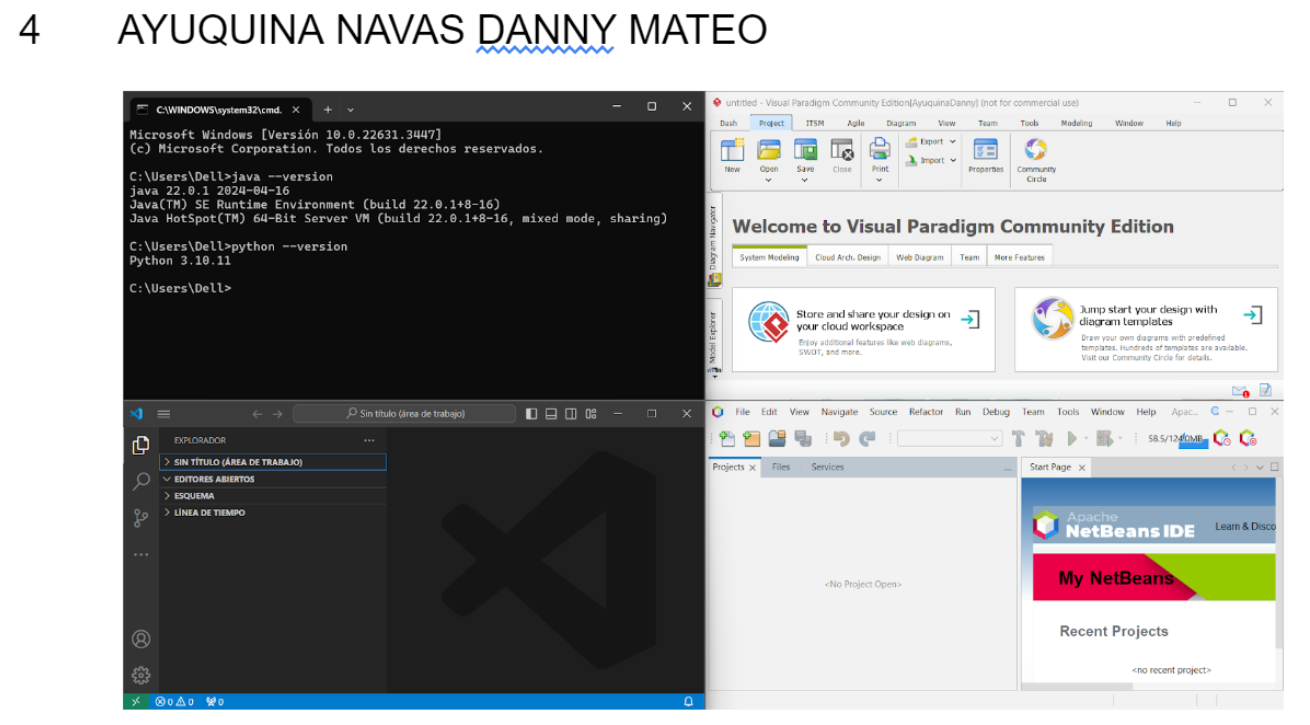 4 AYUQUINA NAVAS DANNY MATEO
C:\WINDOWS\system32\cmd.
Microsoft Windows [Versión 10.0.22631.3447]
(c) Microsoft Corporation. Todos los derechos reservados.
C:\Users\Dell>java --version
java 22.0.1 2024-04-16
Java(TM) SE Runtime Environment (build 22.0.1+8-16)
Java HotSpot(TM) 64-Bit Server VM (build 22.0.1+8-16, mixed mode, sharing)
C:\Users\Dell>python --version
Python 3.10.11
C:\Users\Dell>
untitled - Visual Paradigm Community Edition[AyuquinaDanny] (not for commercial use)
Dash Project ITSM Agile Diagram View Team Tools Modeling Window Help
Export
Import
New Open Save Close Print Properties Community
Circle
Diagram Navigator
Model Explorer
Welcome to Visual Paradigm Community Edition
System Modeling Cloud Arch. Design Web Diagram Team More Features
Store and share your design on
your cloud workspace
Enjoy additional features like web diagrams,
SWOT, and more.
Jump start your design with
diagram templates
Draw your own diagrams with predefined
templates. Hundreds of templates are available.
Visit our Community Circle for details.
Sin título (área de trabajo)
EXPLORADOR
SIN TÍTULO (ÁREA DE TRABAJO)
EDITORES ABIERTOS
ESQUEMA
LÍNEA DE TIEMPO
0 0 0
File Edit View Navigate Source Refactor Run Debug Team Tools Window Help Apac...
58.5/124.0MB
Projects Files Services
Start Page
<No Project Open>
Apache
NetBeans IDE
Learn & Disco
My NetBeans
Recent Projects
<no recent project>